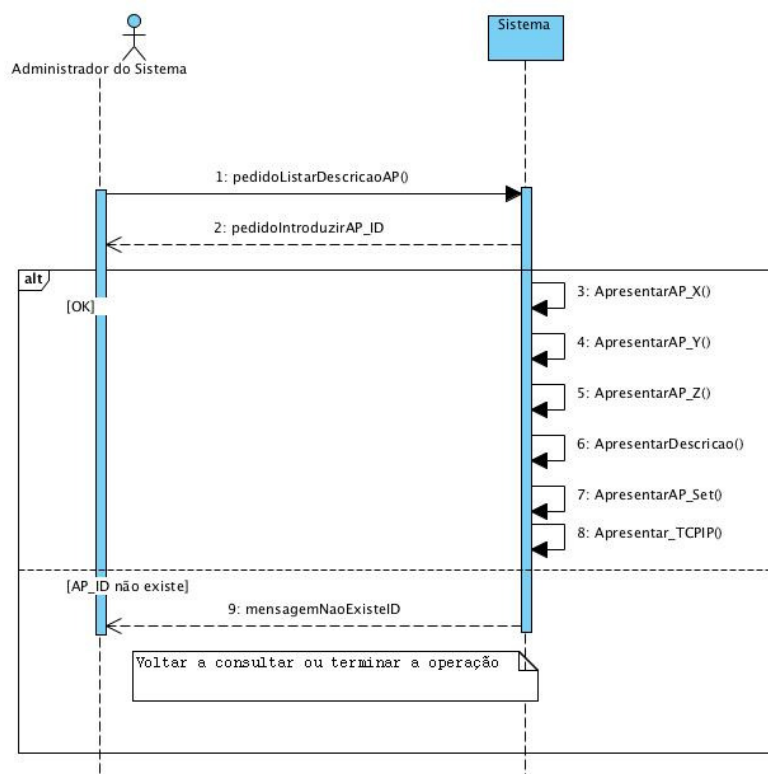 Sistema
Administrador do Sistema
1: pedidoListarDescricaoAP()
2: pedidoIntroduzirAP_ID
alt
[OK]
3: ApresentarAP_X()
4: ApresentarAP_Y()
5: ApresentarAP_Z()
6: ApresentarDescricao()
7: ApresentarAP_Set()
8: Apresentar_TCPIP()
[AP_ID não existe]
9: mensagemNaoExisteID
Voltar a consultar ou terminar a operação